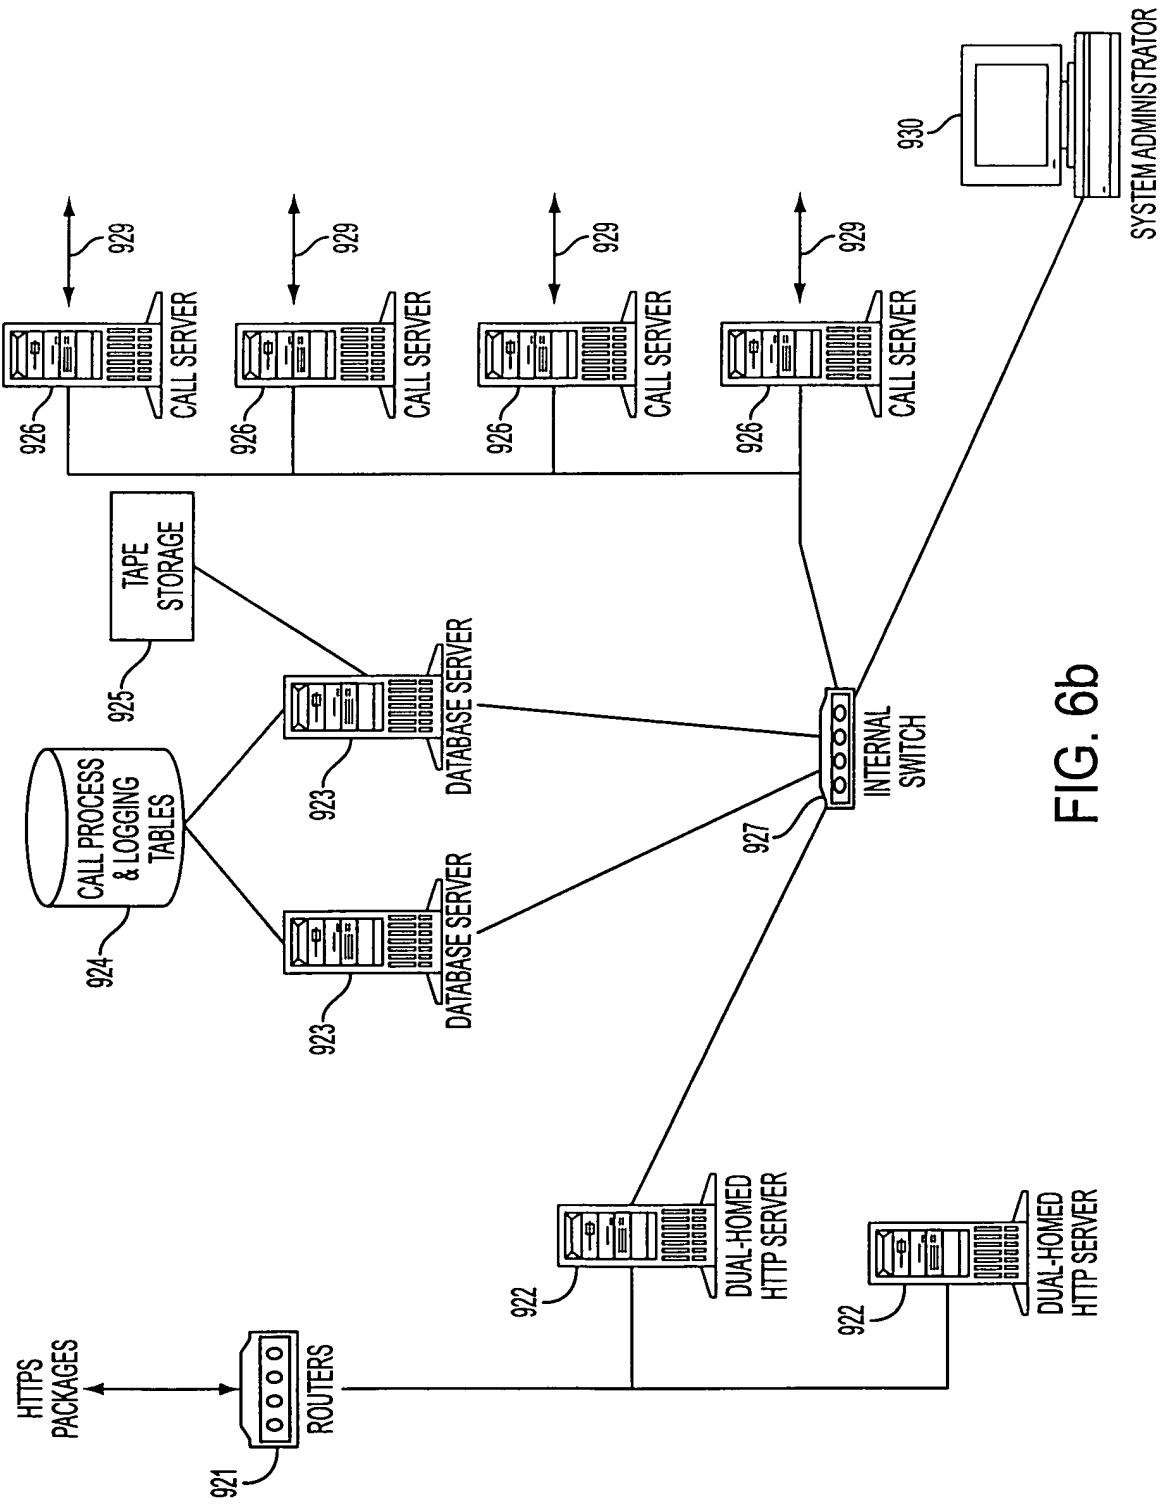 HTTPS
PACKAGES
921
ROUTERS
922
DUAL-HOMED
HTTP SERVER
922
DUAL-HOMED
HTTP SERVER
924
CALL PROCESS
& LOGGING
TABLES
923
DATABASE SERVER
923
DATABASE SERVER
925
TAPE
STORAGE
927
INTERNAL
SWITCH
926
CALL SERVER
929
926
CALL SERVER
929
926
CALL SERVER
929
926
CALL SERVER
929
930
SYSTEM ADMINISTRATOR
FIG. 6b